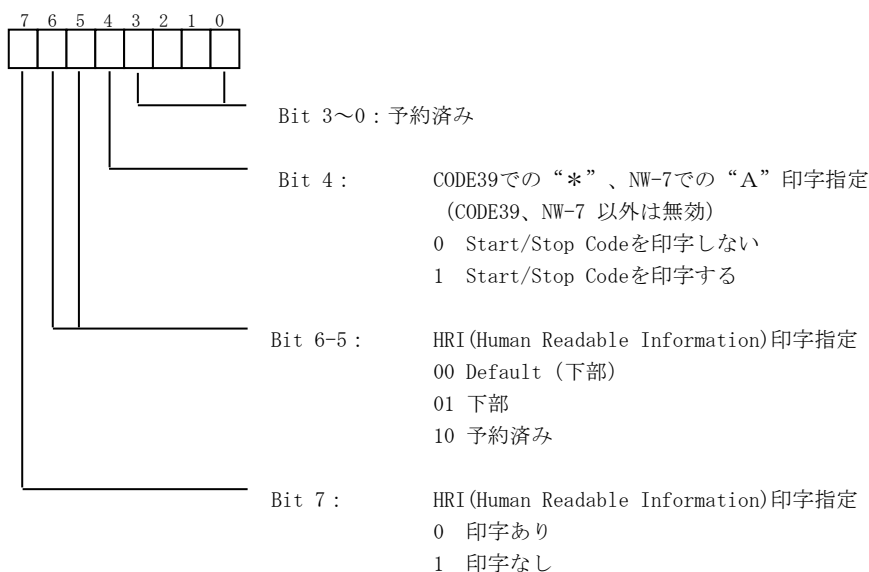 7 6 5 4 3 2 1 0
Bit 3～0：予約済み
Bit 4： CODE39での“＊”、NW-7での“A”印字指定
(CODE39、NW-7 以外は無効)
0 Start/Stop Codeを印字しない
1 Start/Stop Codeを印字する
Bit 6-5： HRI(Human Readable Information)印字指定
00 Default (下部)
01 下部
10 予約済み
Bit 7： HRI(Human Readable Information)印字指定
0 印字あり
1 印字なし